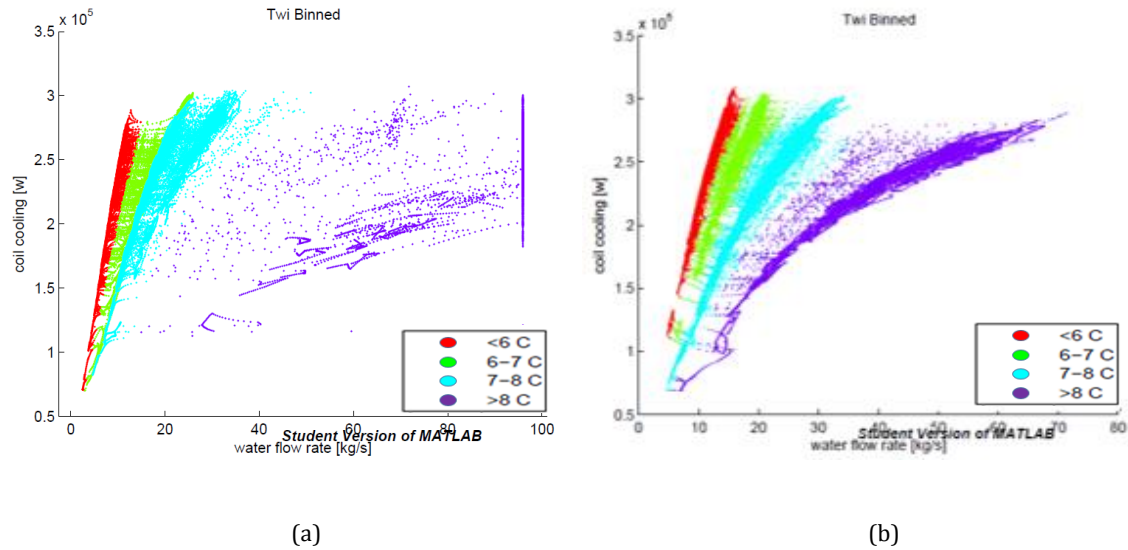 Twi Binned
x 10^5
3.5
3
2.5
2
1.5
1
0.5
coil cooling [w]
0 20 40 60 80 100
water flow rate [kg/s]
Student Version of MATLAB
<6 C
6–7 C
7–8 C
>8 C
(a)
Twi Binned
x 10^5
3.5
3
2.5
2
1.5
1
0.5
coil cooling [w]
0 10 20 30 40 50 60 70 80
water flow rate [kg/s]
Student Version of MATLAB
<6 C
6–7 C
7–8 C
>8 C
(b)